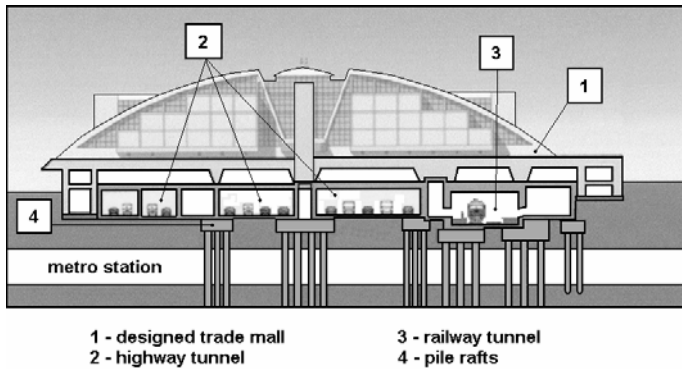 2
3
1
4
metro station
1 - designed trade mall
2 - highway tunnel
3 - railway tunnel
4 - pile rafts